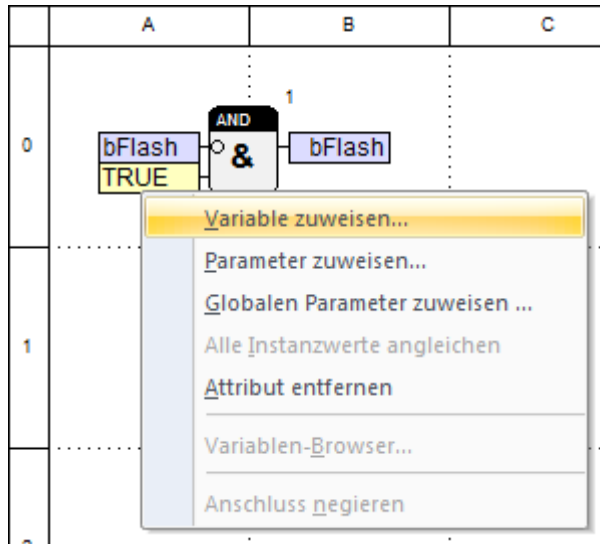 A B C
1
AND
0 bFlash & bFlash
TRUE
Variable zuweisen...
Parameter zuweisen...
Globalen Parameter zuweisen ...
1 Alle Instanzwerte angleichen
Attribut entfernen
Variablen-Browser...
Anschluss negieren